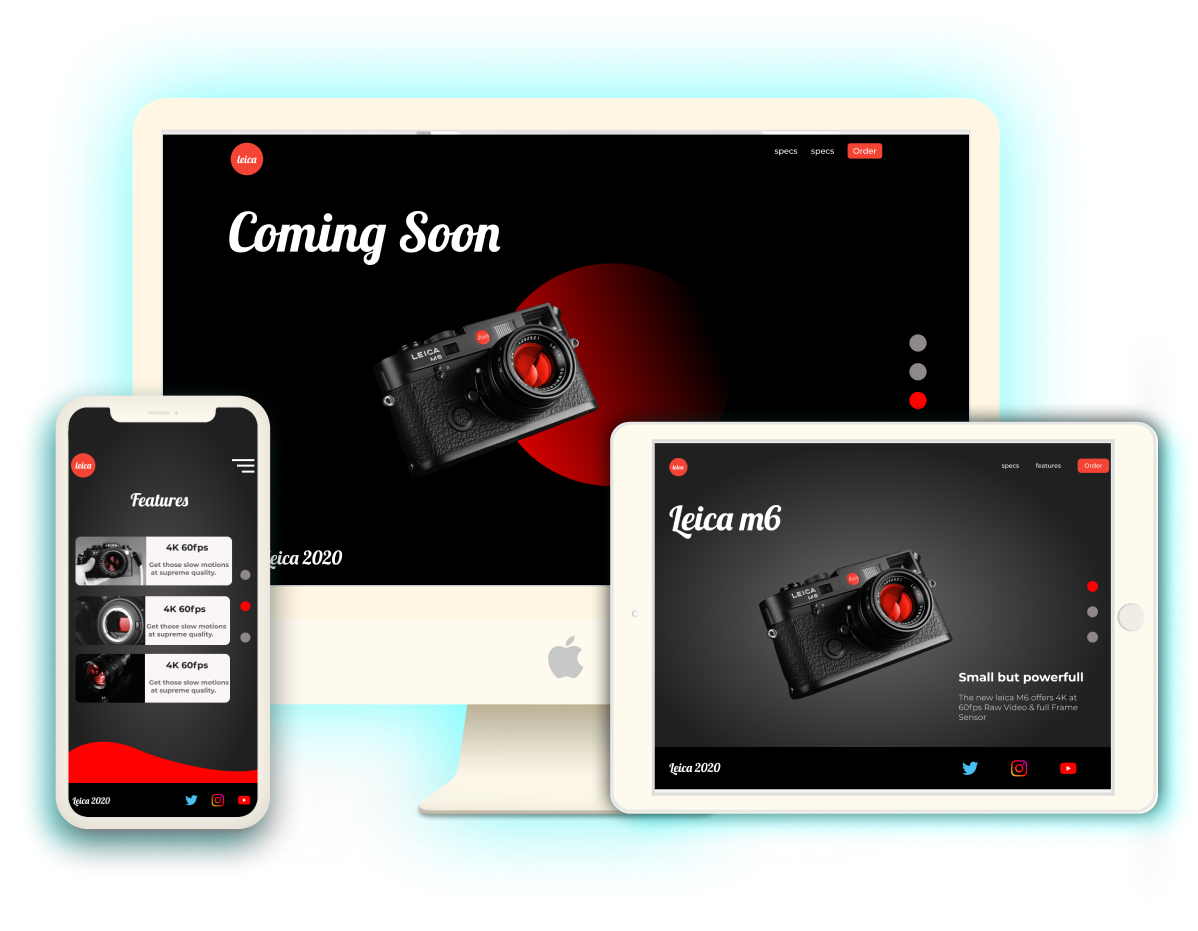 leica
specs specs Order
Coming Soon
LEICA
M6
Leica
LEICA
eica 2020
leica
Features
4K 60fps
Get those slow motions
at supreme quality.
4K 60fps
Get those slow motions
at supreme quality.
4K 60fps
Get those slow motions
at supreme quality.
Leica 2020
leica
specs features Order
Leica m6
LEICA
M6
Leica
Small but powerfull
The new leica M6 offers 4K at
60fps Raw Video & full Frame
Sensor
Leica 2020